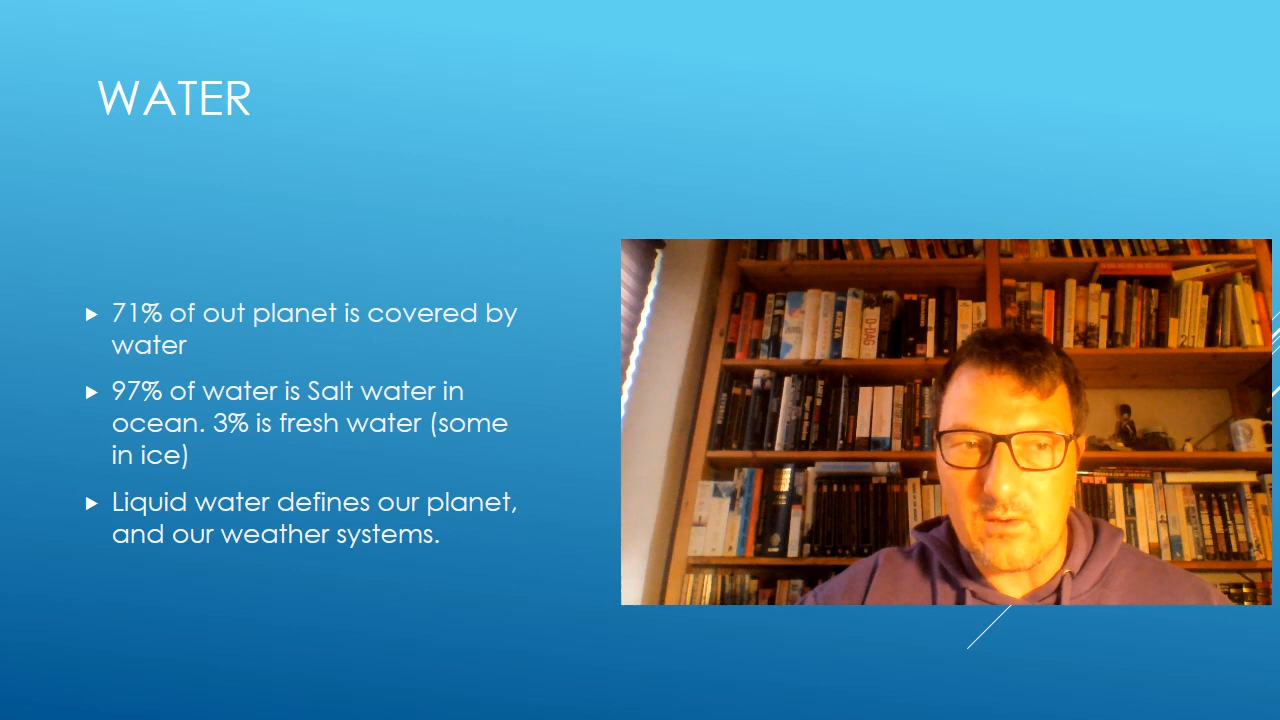 WATER
71% of out planet is covered by
water
97% of water is Salt water in
ocean. 3% is fresh water (some
in ice)
Liquid water defines our planet,
and our weather systems.
D-DAY